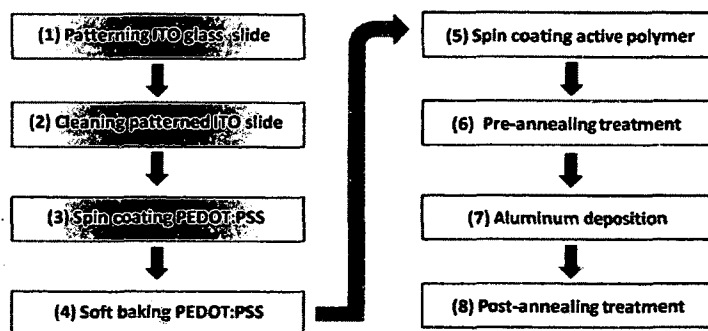 (1) Patterning ITO glass slide
(2) Cleaning patterned ITO slide
(3) Spin coating PEDOT:PSS
(4) Soft baking PEDOT:PSS
(5) Spin coating active polymer
(6) Pre-annealing treatment
(7) Aluminum deposition
(8) Post-annealing treatment